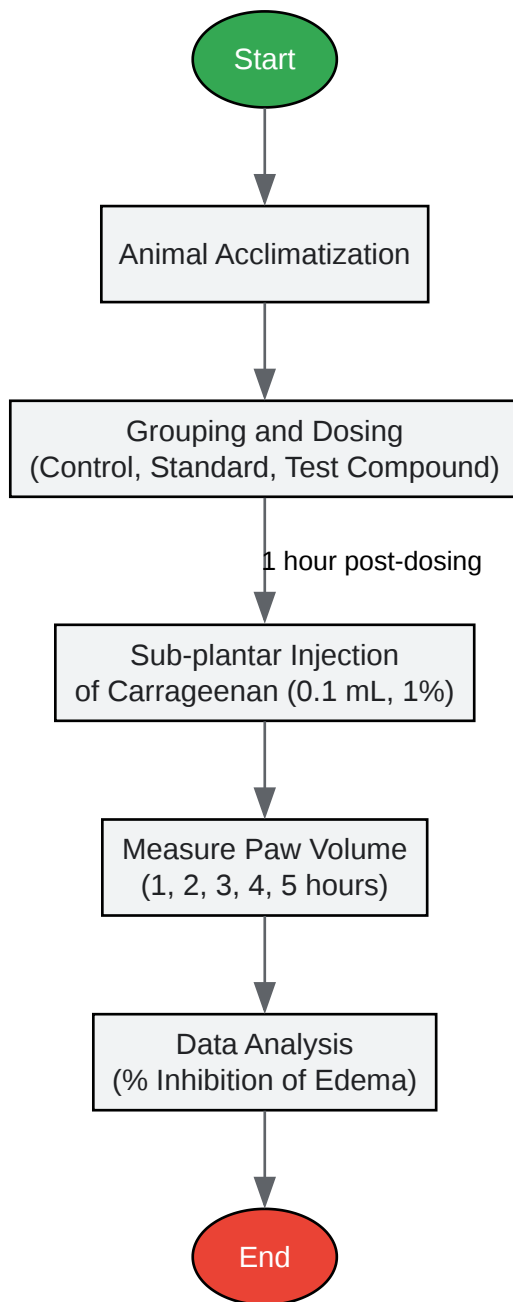 Start
Animal Acclimatization
Grouping and Dosing
(Control, Standard, Test Compound)
1 hour post-dosing
Sub-plantar Injection
of Carrageenan (0.1 mL, 1%)
Measure Paw Volume
(1, 2, 3, 4, 5 hours)
Data Analysis
(% Inhibition of Edema)
End